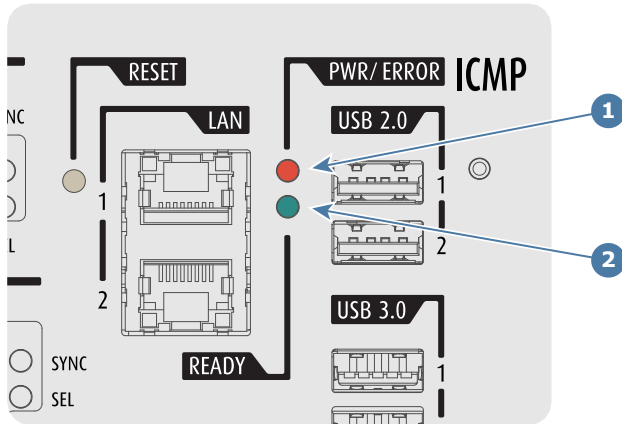 RESET
PWR/ERROR
ICMP
NC
LAN
USB 2.0
1
1
1
2
L
2
2
USB 3.0
SYNC
READY
1
SEL